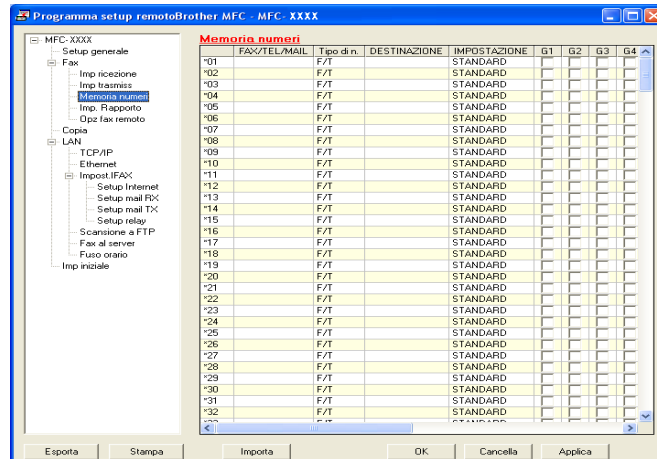 Programma setup remotoBrother MFC - MFC- XXXX
MFC-XXXX
Setup generale
Fax
Imp ricezione
Imp trasmiss
Memoria numeri
Imp. Rapporto
Opz fax remoto
Copia
LAN
TCP/IP
Ethernet
Impost.IFAX
Setup Internet
Setup mail RX
Setup mail TX
Setup relay
Scansione a FTP
Fax al server
Fuso orario
Imp iniziale
Memoria numeri
FAX/TEL/MAIL Tipo di n. DESTINAZIONE IMPOSTAZIONE G1 G2 G3 G4
*01 F/T STANDARD
*02 F/T STANDARD
*03 F/T STANDARD
*04 F/T STANDARD
*05 F/T STANDARD
*06 F/T STANDARD
*07 F/T STANDARD
*08 F/T STANDARD
*09 F/T STANDARD
*10 F/T STANDARD
*11 F/T STANDARD
*12 F/T STANDARD
*13 F/T STANDARD
*14 F/T STANDARD
*15 F/T STANDARD
*16 F/T STANDARD
*17 F/T STANDARD
*18 F/T STANDARD
*19 F/T STANDARD
*20 F/T STANDARD
*21 F/T STANDARD
*22 F/T STANDARD
*23 F/T STANDARD
*24 F/T STANDARD
*25 F/T STANDARD
*26 F/T STANDARD
*27 F/T STANDARD
*28 F/T STANDARD
*29 F/T STANDARD
*30 F/T STANDARD
*31 F/T STANDARD
*32 F/T STANDARD
Esporta Stampa Importa OK Cancella Applica